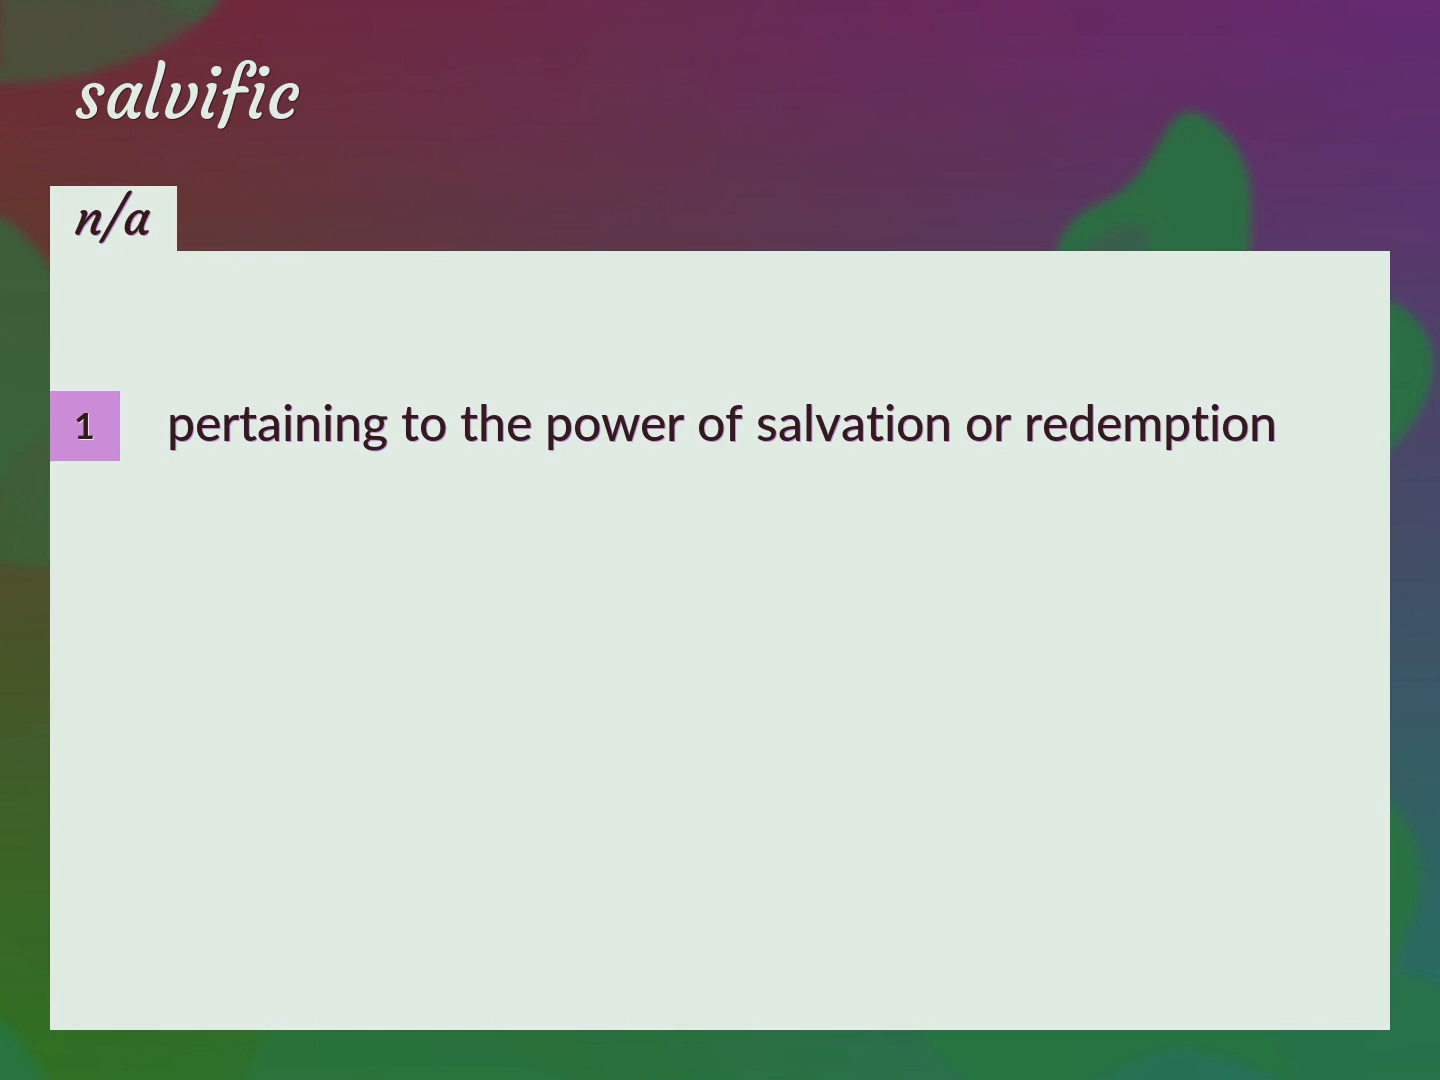 salvific
n/a
1 pertaining to the power of salvation or redemption